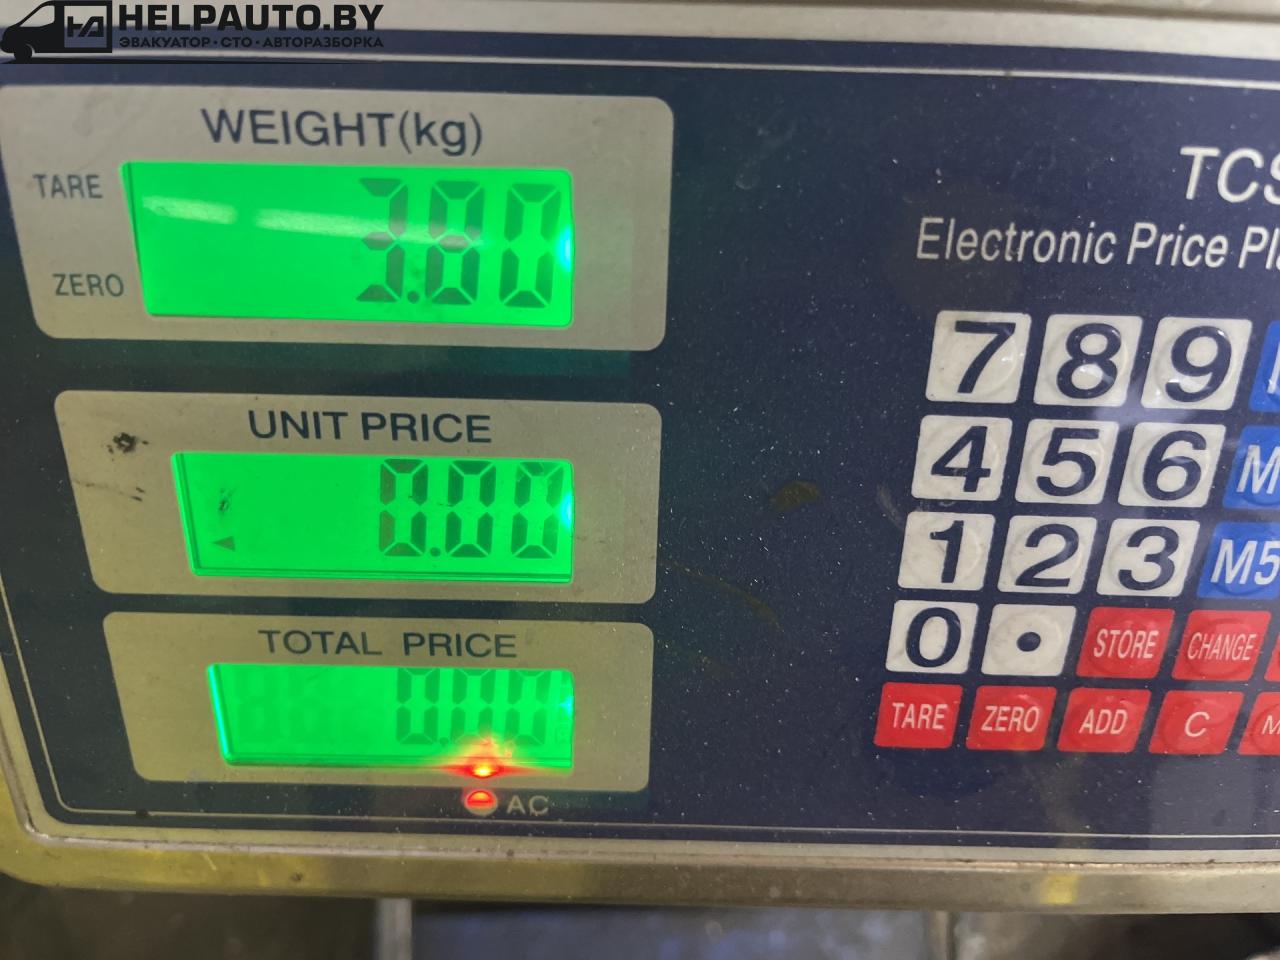 HELPAUTO.BY
ЭВАКУАТОР·СТО·АВТОРАЗБОРКА
WEIGHT(kg)
TARE
3.80
ZERO
UNIT PRICE
0.00
TOTAL PRICE
0.00
AC
TCS
Electronic Price Pla
7 8 9
4 5 6 M
1 2 3 M5
0 . STORE CHANGE
TARE ZERO ADD C M